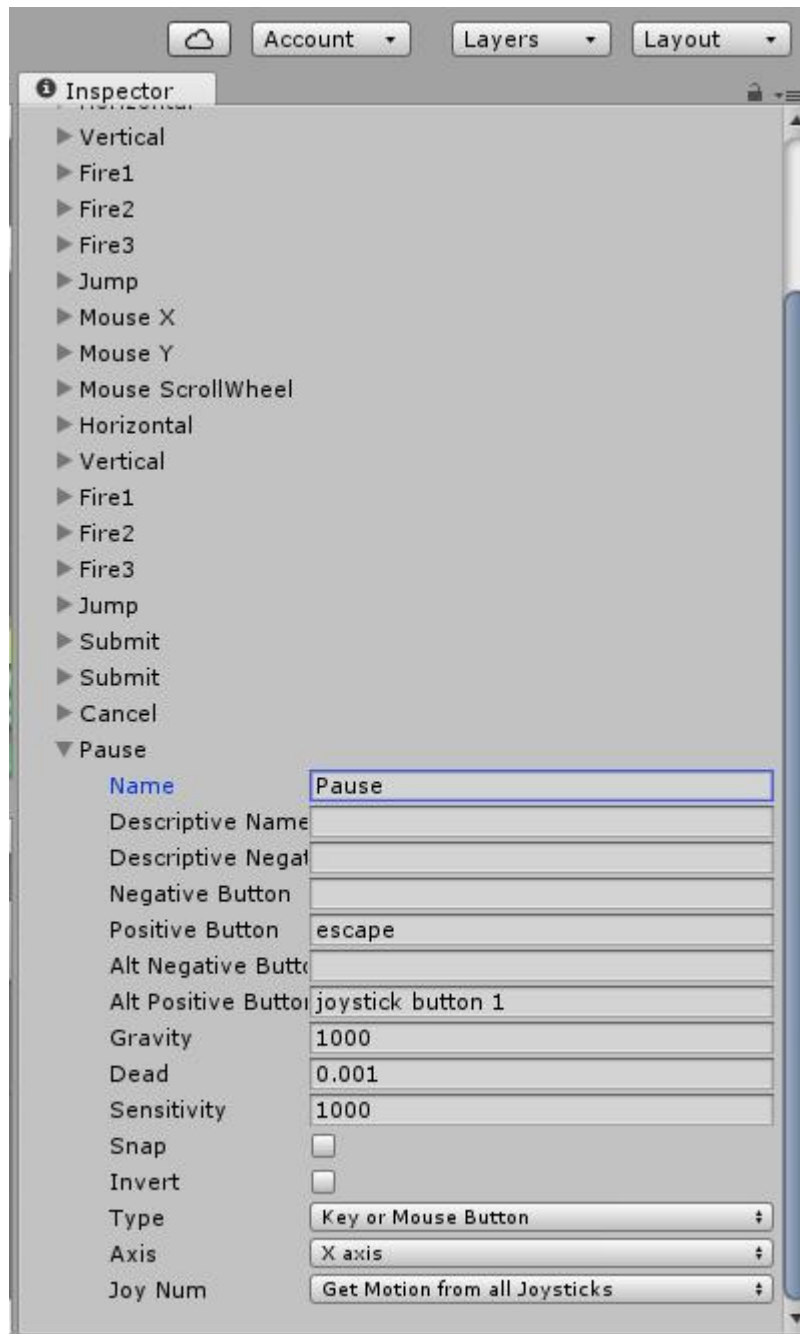 Account Layers Layout
Inspector
Vertical
Fire1
Fire2
Fire3
Jump
Mouse X
Mouse Y
Mouse ScrollWheel
Horizontal
Vertical
Fire1
Fire2
Fire3
Jump
Submit
Submit
Cancel
Pause
Name Pause
Descriptive Name
Descriptive Negat
Negative Button
Positive Button escape
Alt Negative Butto
Alt Positive Button joystick button 1
Gravity 1000
Dead 0.001
Sensitivity 1000
Snap
Invert
Type Key or Mouse Button
Axis X axis
Joy Num Get Motion from all Joysticks